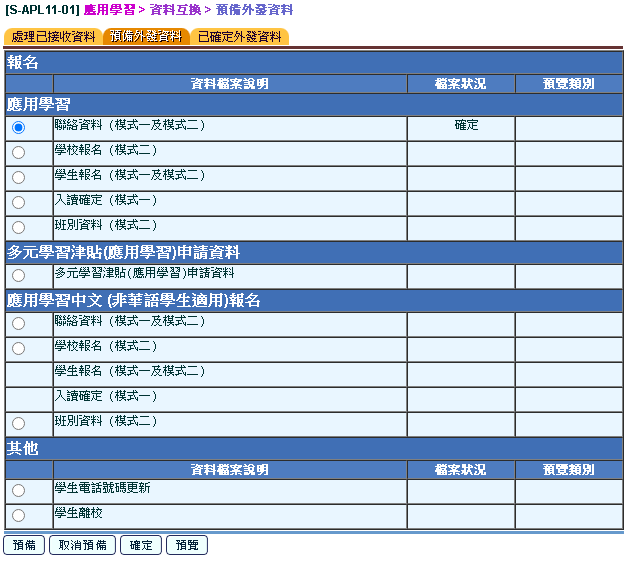 [S-APL11-01] 應用學習 > 資料互換 > 預備外發資料
處理已接收資料 預備外發資料 已確定外發資料
報名
資料檔案說明 檔案狀況 預覽類別
應用學習
聯絡資料 (模式一及模式二) 確定
學校報名 (模式二)
學生報名 (模式一及模式二)
入讀確定 (模式一)
班別資料 (模式二)
多元學習津貼(應用學習)申請資料
多元學習津貼(應用學習)申請資料
應用學習中文 (非華語學生適用)報名
聯絡資料 (模式一及模式二)
學校報名 (模式二)
學生報名 (模式一及模式二)
入讀確定 (模式一)
班別資料 (模式二)
其他
資料檔案說明 檔案狀況 預覽類別
學生電話號碼更新
學生離校
預備 取消預備 確定 預覽